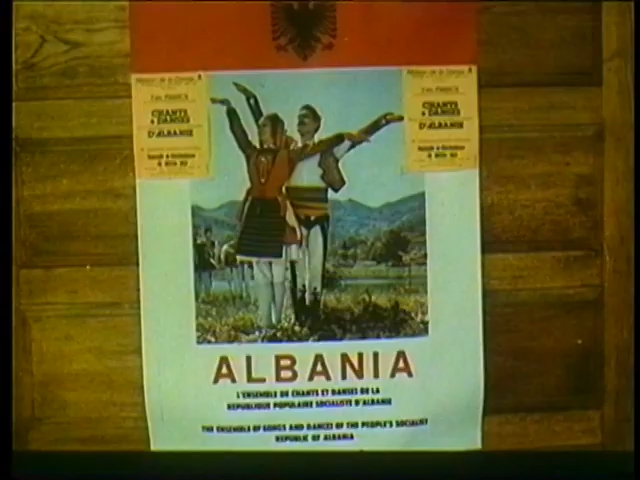 CHANTS
+ DANSES
D'ALBANIE
CHANTS
+ DANSES
D'ALBANIE
ALBANIA
L'ENSEMBLE DE CHANTS ET DANSES DE LA
REPUBLIQUE POPULAIRE SOCIALISTE D'ALBANIE
THE ENSEMBLE OF SONGS AND DANCES OF THE PEOPLE'S SOCIALIST
REPUBLIC OF ALBANIA